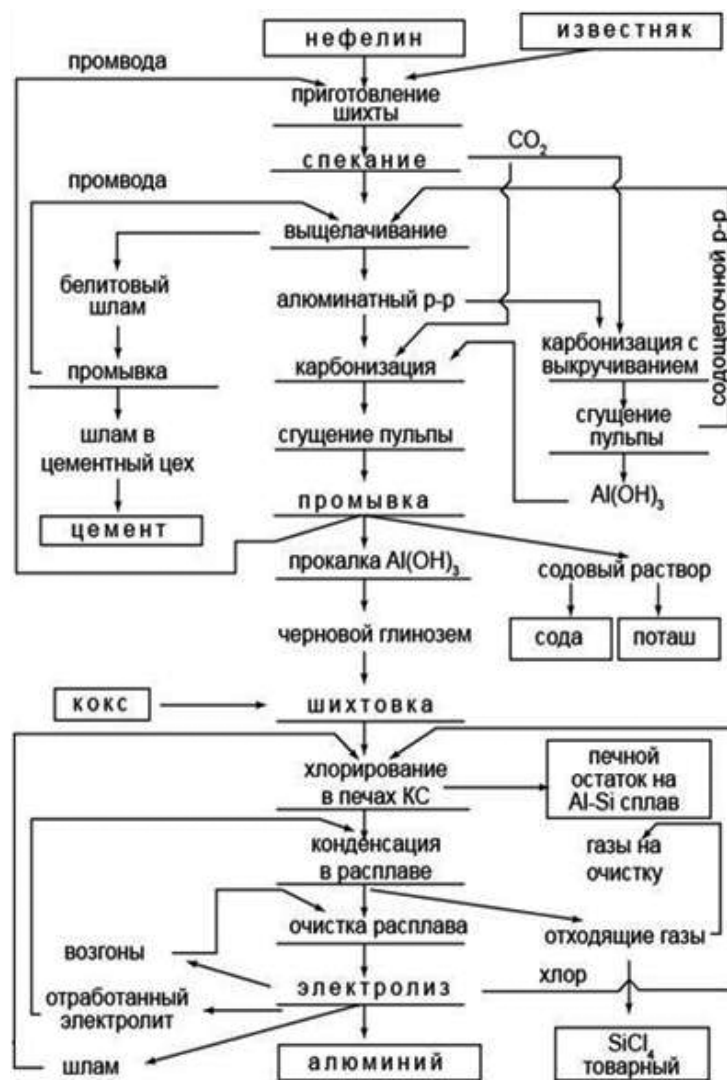 нефелин
известняк
промвода
приготовление
шихты
CO2
спекание
промвода
выщелачивание
содощелочной р-р
белитовый
шлам
алюминатный р-р
карбонизация с
выкручиванием
промывка
карбонизация
шлам в
цементный цех
сгущение пульпы
сгущение
пульпы
Al(OH)3
цемент
промывка
прокалка Al(OH)3
содовый раствор
сода
поташ
черновой глинозем
кокс
шихтовка
хлорирование
в печах КС
печной
остаток на
Al-Si сплав
конденсация
в расплаве
газы на
очистку
очистка расплава
отходящие газы
возгоны
электролиз
хлор
отработанный
электролит
шлам
алюминий
SiCl4
товарный